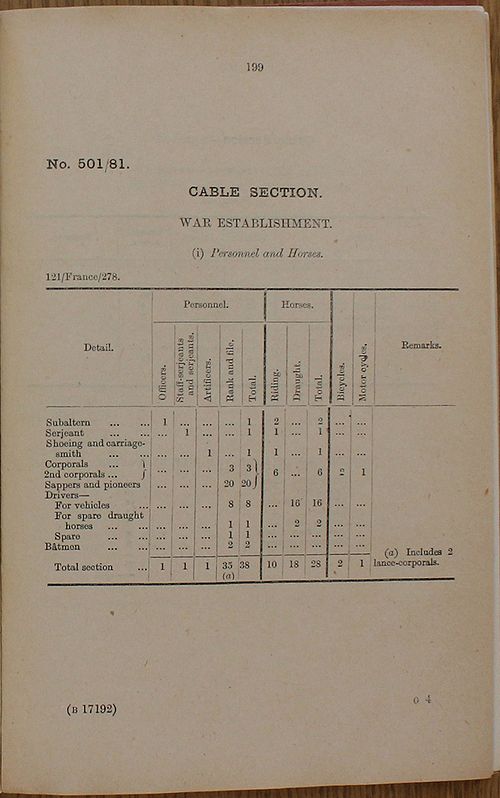 199
No. 501/81.
CABLE SECTION.
WAR ESTABLISHMENT.
(i) Personnel and Horses.
121/France/278.
Detail. Personnel. Horses. Bicycles. Motor cycles. Remarks.
Officers. Staff-serjeants and serjeants. Artificers. Rank and file. Total. Riding. Draught. Total.
Subaltern ... ... 1 ... ... ... 1 2 ... 2 ... ...
Serjeant ... ... ... 1 ... ... 1 1 ... 1 ... ...
Shoeing and carriage-
smith ... ... ... ... 1 ... 1 1 ... 1 ... ...
Corporals ... } ... ... ... 3 3 } 6 ... 6 2 1
2nd corporals ... }
Sappers and pioneers ... ... ... 20 20 }
Drivers—
For vehicles ... ... ... ... 8 8 ... 16 16 ... ...
For spare draught
horses ... ... ... ... ... 1 1 ... 2 2 ... ...
Spare ... ... ... ... ... 1 1 ... ... ... ... ...
Bâtmen ... ... ... ... ... 2 2 ... ... ... ... ...
Total section ... 1 1 1 35 38 10 18 28 2 1
(a)
(a) Includes 2
lance-corporals.
(B 17192)
G 4